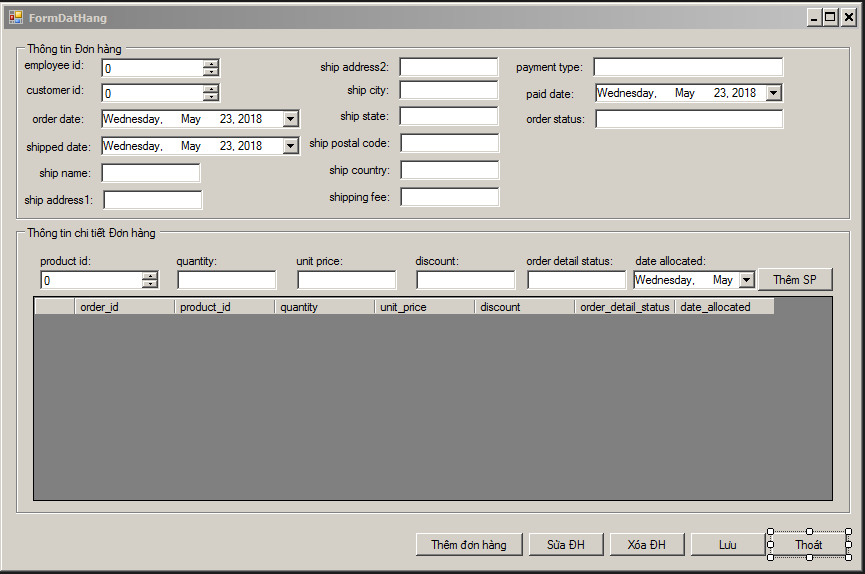 FormDatHang
Thông tin Đơn hàng
employee id: 0
customer id: 0
order date: Wednesday, May 23, 2018
shipped date: Wednesday, May 23, 2018
ship name:
ship address1:
ship address2:
ship city:
ship state:
ship postal code:
ship country:
shipping fee:
payment type:
paid date: Wednesday, May 23, 2018
order status:
Thông tin chi tiết Đơn hàng
product id: quantity: unit price: discount: order detail status: date allocated:
0 Wednesday, May Thêm SP
order_id product_id quantity unit_price discount order_detail_status date_allocated
Thêm đơn hàng Sửa ĐH Xóa ĐH Lưu Thoát